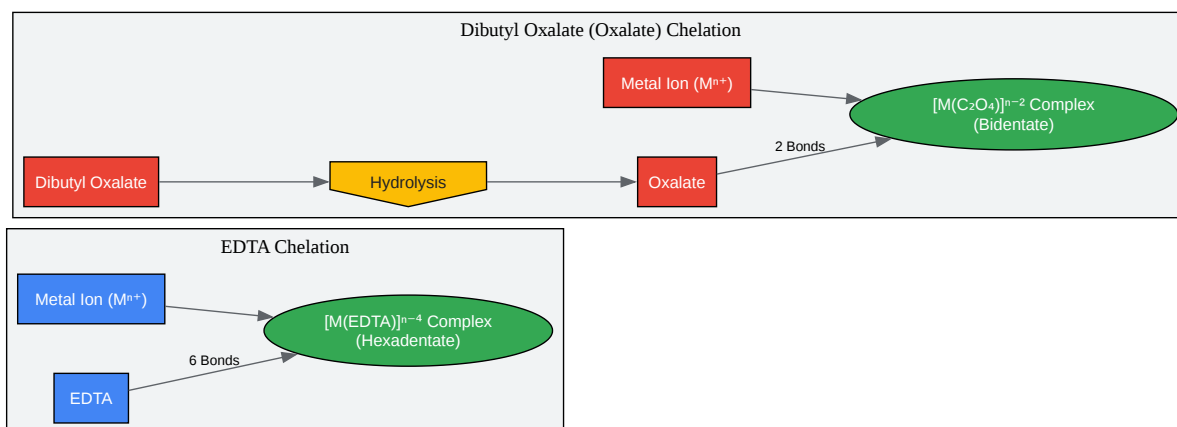 Dibutyl Oxalate (Oxalate) Chelation
Metal Ion (Mⁿ⁺)
[M(C₂O₄)]ⁿ⁻² Complex
(Bidentate)
2 Bonds
Dibutyl Oxalate
Hydrolysis
Oxalate
EDTA Chelation
Metal Ion (Mⁿ⁺)
[M(EDTA)]ⁿ⁻⁴ Complex
(Hexadentate)
6 Bonds
EDTA